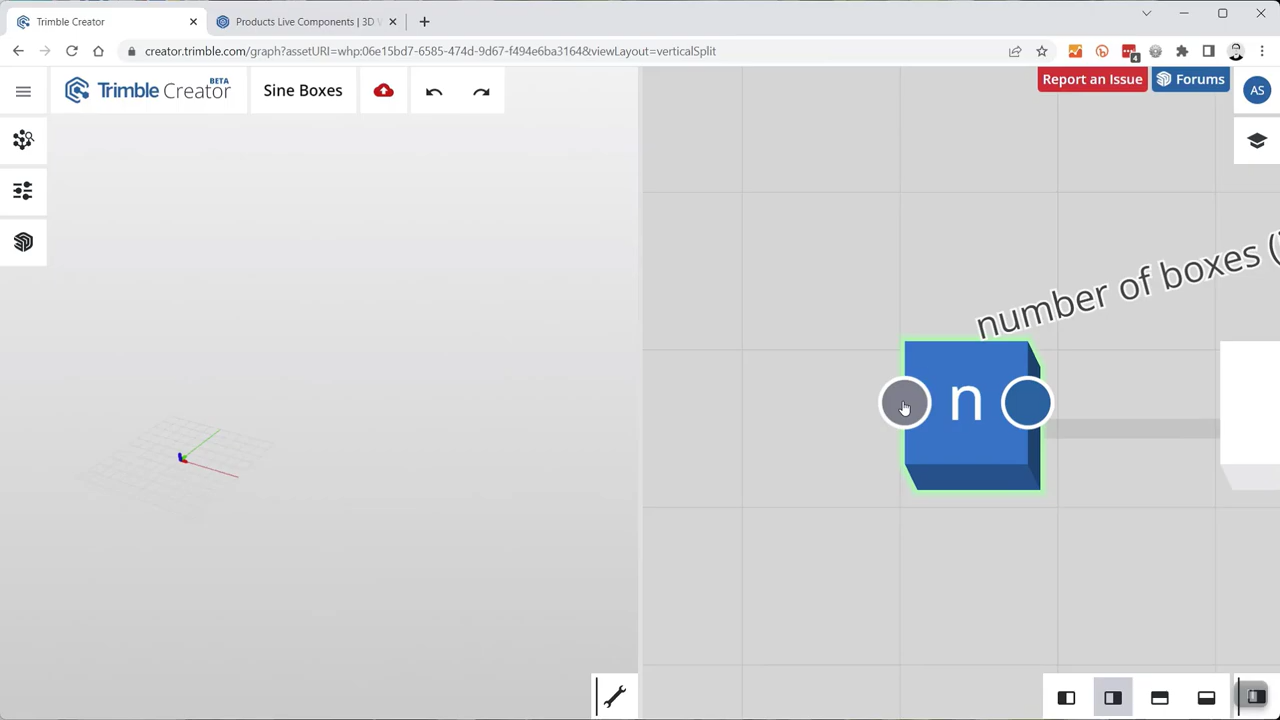 Trimble Creator
Products Live Components | 3D
creator.trimble.com/graph?assetURI=whp:06e15bd7-6585-474d-9d67-f494e6ba3164&viewLayout=verticalSplit
4
Trimble Creator BETA
Sine Boxes
Report an Issue
Forums
AS
number of boxes (
n